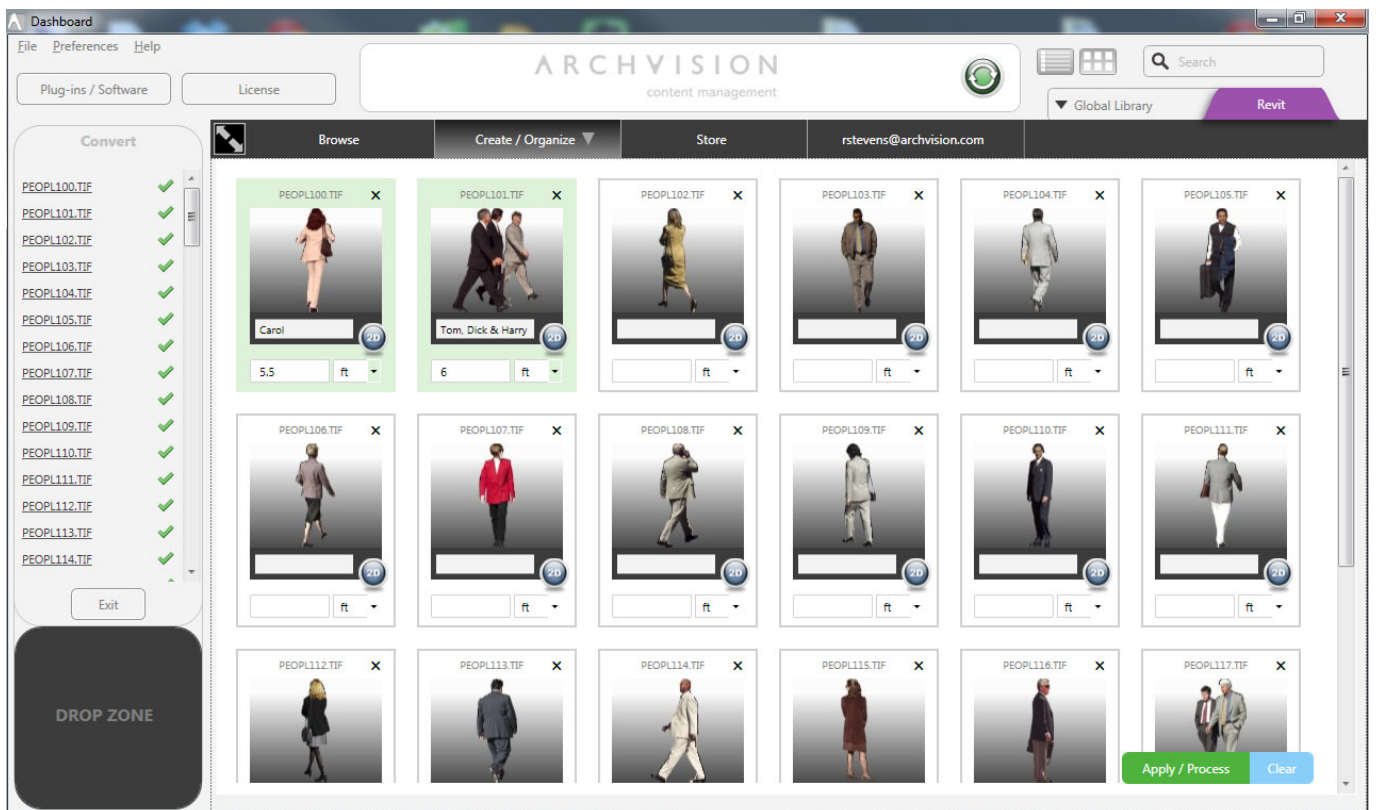 Dashboard
File Preferences Help
Plug-ins / Software
License
ARCHVISION
content management
Search
Global Library
Revit
Convert
Browse
Create / Organize
Store
rstevens@archvision.com
PEOPL100.TIF
PEOPL101.TIF
PEOPL102.TIF
PEOPL103.TIF
PEOPL104.TIF
PEOPL105.TIF
PEOPL106.TIF
PEOPL107.TIF
PEOPL108.TIF
PEOPL109.TIF
PEOPL110.TIF
PEOPL111.TIF
PEOPL112.TIF
PEOPL113.TIF
PEOPL114.TIF
Exit
DROP ZONE
PEOPL100.TIF
Carol
2D
5.5 ft
PEOPL101.TIF
Tom, Dick & Harry
2D
6 ft
PEOPL102.TIF
2D
ft
PEOPL103.TIF
2D
ft
PEOPL104.TIF
2D
ft
PEOPL105.TIF
2D
ft
PEOPL106.TIF
2D
ft
PEOPL107.TIF
2D
ft
PEOPL108.TIF
2D
ft
PEOPL109.TIF
2D
ft
PEOPL110.TIF
2D
ft
PEOPL111.TIF
2D
ft
PEOPL112.TIF
PEOPL113.TIF
PEOPL114.TIF
PEOPL115.TIF
PEOPL116.TIF
PEOPL117.TIF
Apply / Process
Clear